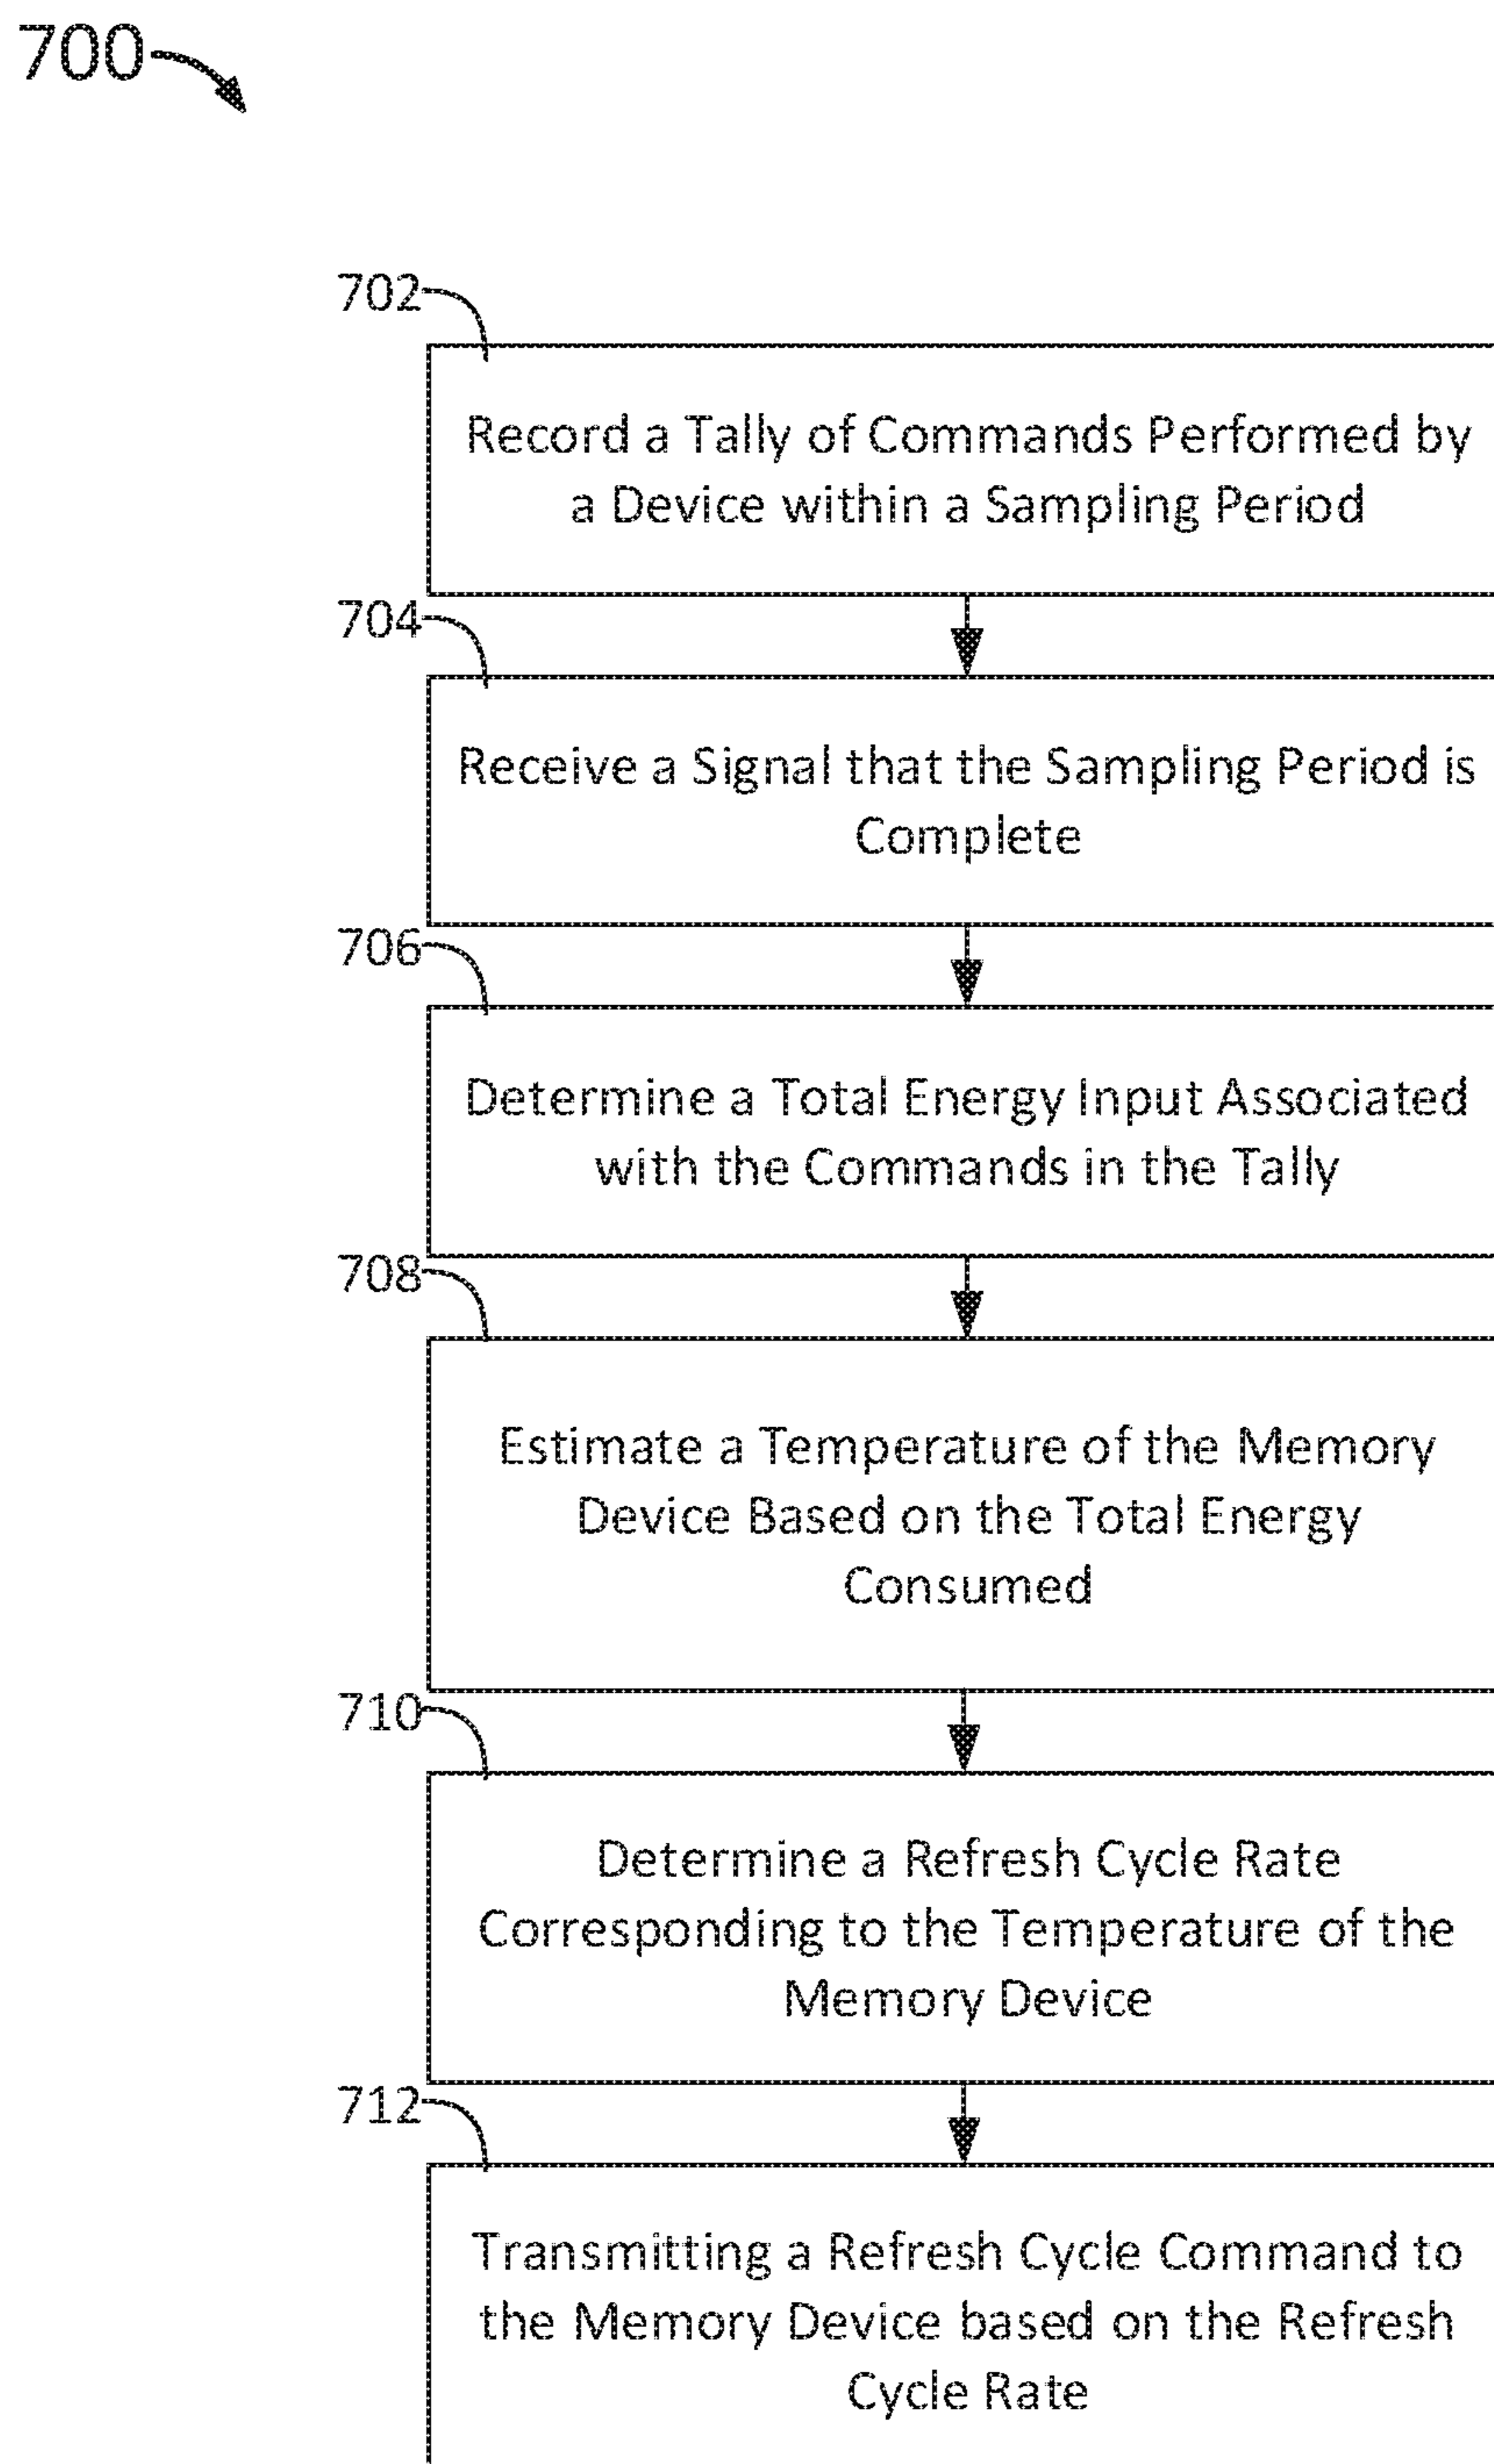 700
702
Record a Tally of Commands Performed by
a Device within a Sampling Period
704
Receive a Signal that the Sampling Period is
Complete
706
Determine a Total Energy Input Associated
with the Commands in the Tally
708
Estimate a Temperature of the Memory
Device Based on the Total Energy
Consumed
710
Determine a Refresh Cycle Rate
Corresponding to the Temperature of the
Memory Device
712
Transmitting a Refresh Cycle Command to
the Memory Device based on the Refresh
Cycle Rate